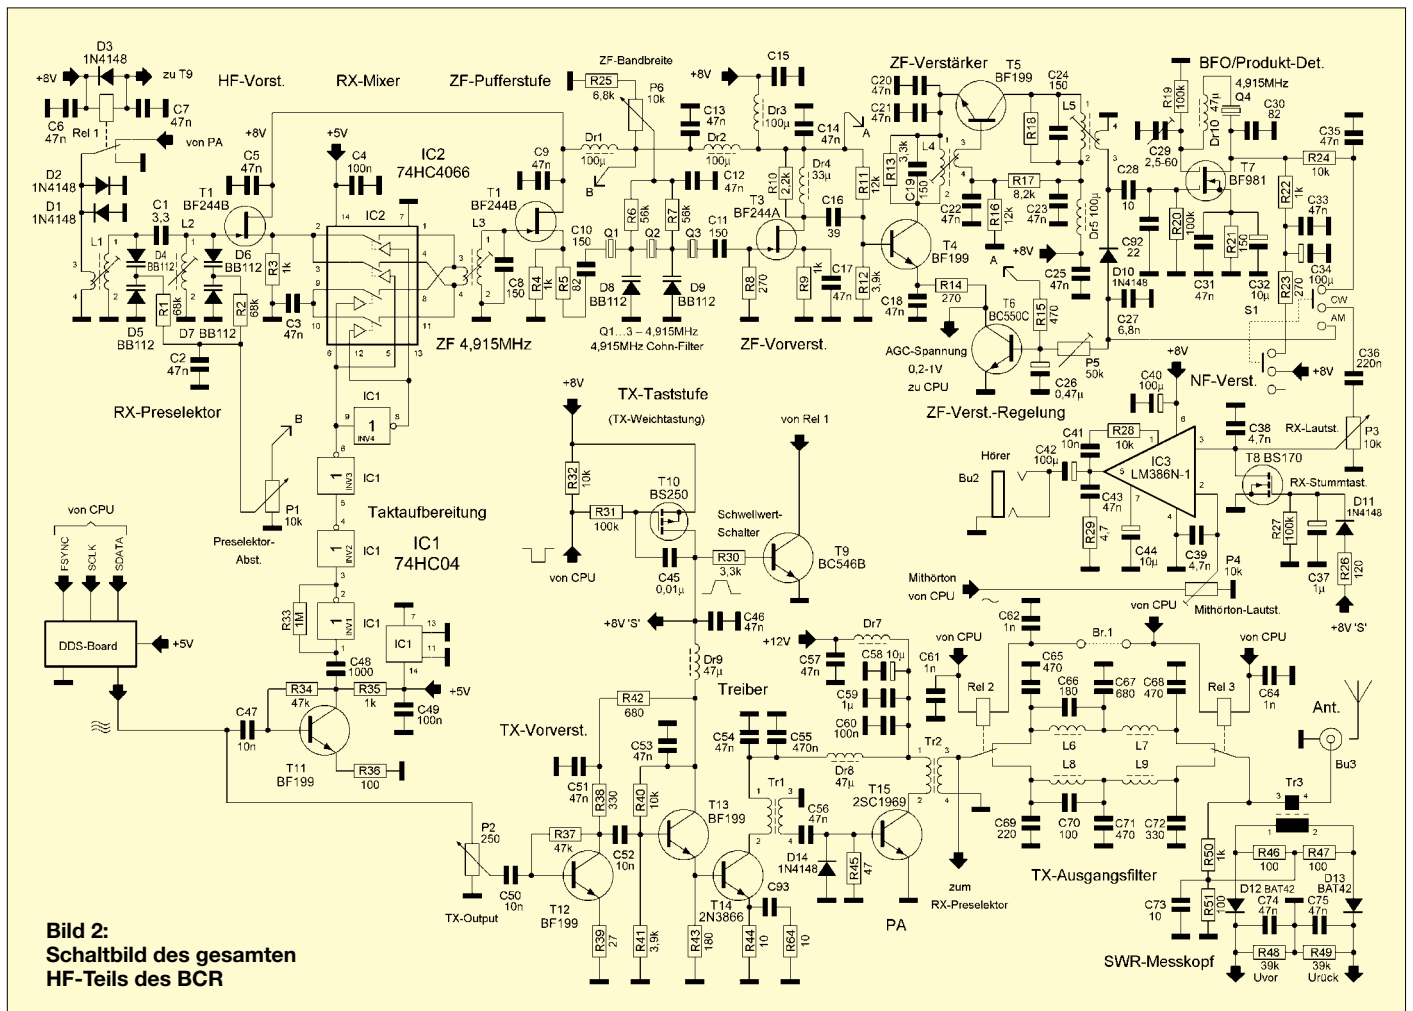 D3
1N4148
+8V
zu T9
C6
47n
C7
47n
Rel 1
von PA
HF-Vorst.
RX-Mixer
ZF-Pufferstufe
+8V
+5V
D2
1N4148
D1
1N4148
C1
3,3
L1
L2
D4
BB112
D5
BB112
D6
BB112
D7 BB112
R1
68k
R2
68k
C2
47n
RX-Preselektor
T1
BF244B
C5
47n
R3
1k
C3
47n
C4
100n
IC2
74HC4066
IC2
ZF 4,915MHz
L3
C8
150
T1
BF244B
C9
47n
R4
1k
R5
82
C10
150
ZF-Bandbreite
R25
6,8k
P6
10k
Dr1
100µ
B
C13
47n
Dr2
100µ
C12
47n
R6
56k
R7
56k
Q1
Q2
Q3
C11
150
D8
BB112
D9
BB112
Q1...3 – 4,915MHz
4,915MHz Cohn-Filter
C15
47n
+8V
Dr3
100µ
C14
47n
A
R10
2,2k
Dr4
33µ
T3
BF244A
C16
39
R8
270
R9
1k
C17
47n
ZF-Vorverst.
R11
12k
R12
3,9k
ZF-Verstärker
C20
47n
C21
47n
T5
BF199
C24
150
R18
L5
R13
3,3k
C19
150
L4
T4
BF199
C18
47n
R14
270
C22
47n
R16
12k
R17
8,2k
C23
47n
Dr5 100µ
+8V
A
C25
47n
T6
BC550C
R15
470
AGC-Spannung
0,2-1V
zu CPU
C26
0,47µ
P5
50k
ZF-Verst.-Regelung
BFO/Produkt-Det.
4,915MHz
R19
100k
47µ
Dr10
Q4
C30
82
C29
2,5-60
T7
BF981
C28
10
C92
22
R20
100k
D10
1N4148
C27
6,8n
C31
47n
R21
150
C32
10µ
R22
1k
R24
10k
C35
47n
C33
47n
C34
100µ
R23
270
S1
CW
AM
+8V
C36
220n
NF-Verst.
+8V
C40
100µ
C38
4,7n
RX-Lautst.
P3
10k
C41
10n
R28
10k
IC3
LM386N-1
T8 BS170
RX-Stummtast.
D11
1N4148
Hörer
Bu2
C42
100µ
C43
47n
R29
4,7
C44
10µ
C39
4,7n
R27
100k
C37
1µ
R26
120
+8V 'S'
P4
10k
Mithörton
von CPU
Mithörton-Lautst.
von CPU
FSYNC
SCLK
SDATA
DDS-Board
+5V
B
P1
10k
Preselektor-
Abst.
IC1
1
INV4
1
INV3
IC1
1
INV2
IC1
1
INV1
IC1
Taktaufbereitung
IC1
74HC04
R33
1M
C48
1000
IC1
R34
47k
R35
1k
+5V
C49
100n
C47
10n
T11
BF199
R36
100
TX-Taststufe
(TX-Weichtastung)
+8V
R32
10k
R31
100k
T10
BS250
von CPU
C45
0,01µ
R30
3,3k
Schwellwert-
Schalter
von Rel 1
T9
BC546B
+8V 'S'
C46
47n
Dr9
47µ
Treiber
TX-Vorverst.
R42
680
C51
47n
R38
330
C53
47n
R40
10k
R37
47k
C52
10n
P2
250
C50
10n
TX-Output
T12
BF199
R39
27
R41
3,9k
T13
BF199
R43
180
T14
2N3866
C93
R44
10
R64
10
C54
47n
C55
470n
Tr1
C56
47n
D14
1N4148
R45
47
T15
2SC1969
PA
+12V
C57
47n
Dr7
C58 10µ
C59
1µ
C60
100n
Dr8
47µ
Tr2
zum
RX-Preselektor
C61
1n
von CPU
Rel 2
C62
1n
Br.1
von CPU
von CPU
C64
1n
Rel 3
C65
470
C66
180
C67
680
C68
470
L6
L7
L8
L9
C69
220
C70
100
C71
470
C72
330
TX-Ausgangsfilter
Ant.
Bu3
Tr3
R50
1k
R51
100
C73
10
R46
100
R47
100
D12 BAT42
D13
BAT42
C74
47n
C75
47n
R48
39k
R49
39k
Uvor
Urück
SWR-Messkopf
Bild 2:
Schaltbild des gesamten
HF-Teils des BCR